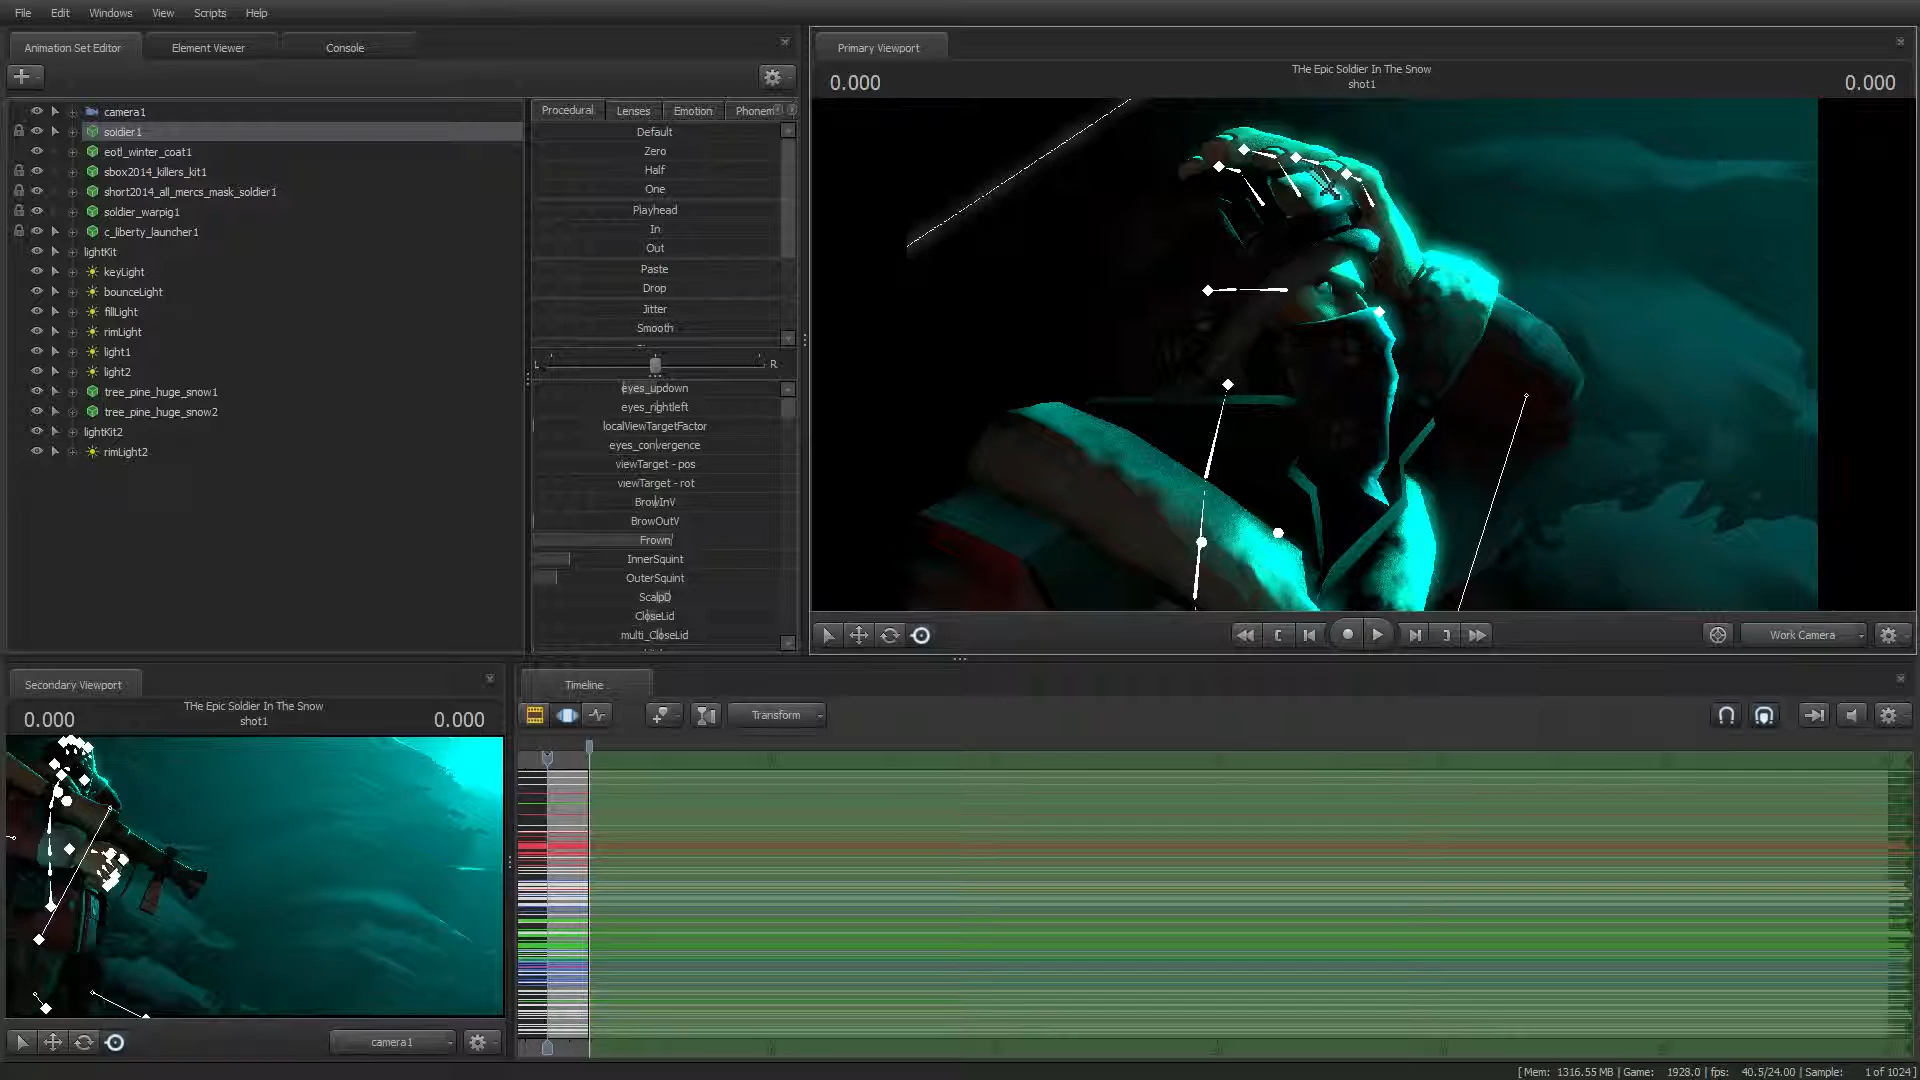 File Edit Windows View Scripts Help
Animation Set Editor Element Viewer Console
Primary Viewport
0.000 THe Epic Soldier In The Snow 0.000
shot1
Procedural Lenses Emotion Phonem
camera1
soldier1
eotl_winter_coat1
sbox2014_killers_kit1
short2014_all_mercs_mask_soldier1
soldier_warpig1
c_liberty_launcher1
lightKit
keyLight
bounceLight
fillLight
rimLight
light1
light2
tree_pine_huge_snow1
tree_pine_huge_snow2
lightKit2
rimLight2
Default
Zero
Half
One
Playhead
In
Out
Paste
Drop
Jitter
Smooth
L R
eyes_updown
eyes_rightleft
localViewTargetFactor
eyes_convergence
viewTarget - pos
viewTarget - rot
BrowInV
BrowOutV
Frown
InnerSquint
OuterSquint
ScalpD
CloseLid
multi_CloseLid
Work Camera
Secondary Viewport
0.000 THe Epic Soldier In The Snow 0.000
shot1
camera1
Timeline
Transform
[ Mem: 1316.55 MB | Game: 1928.0 | fps: 40.5/24.00 | Sample: 1 of 1024 ]